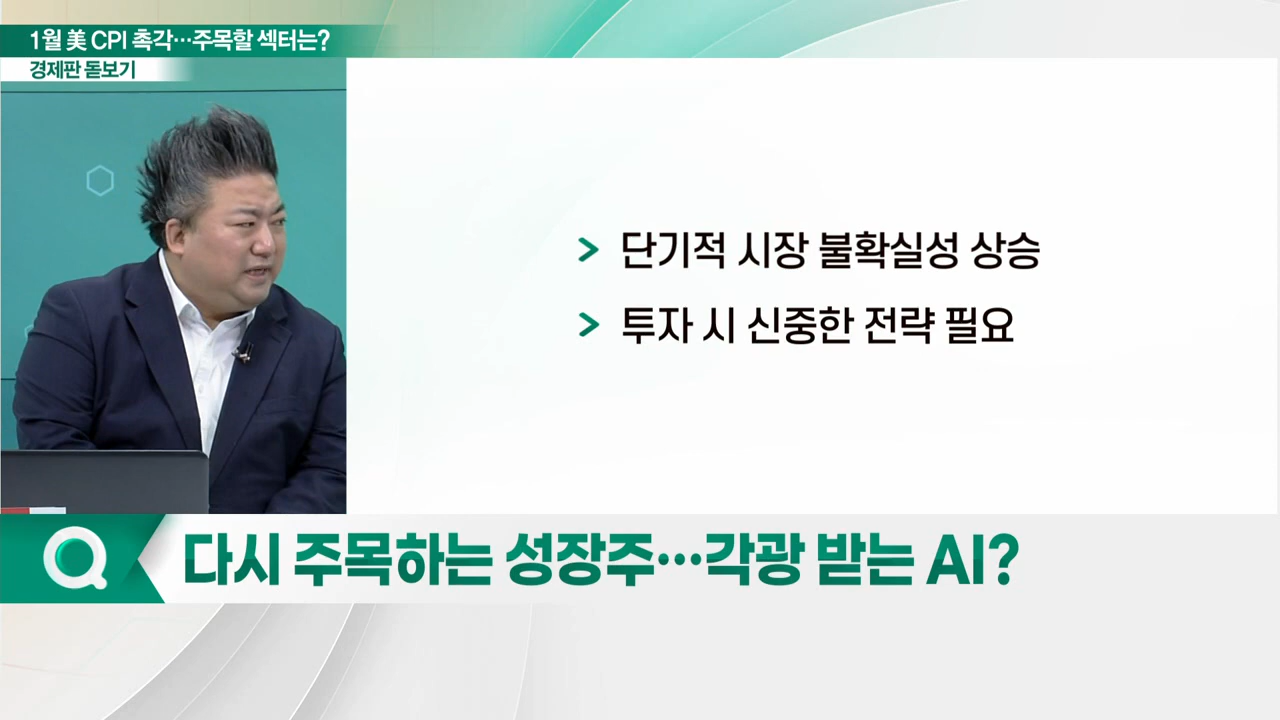 1월 美 CPI 촉각…주목할 섹터는?
경제판 돋보기
> 단기적 시장 불확실성 상승
> 투자 시 신중한 전략 필요
Q 다시 주목하는 성장주…각광 받는 AI?